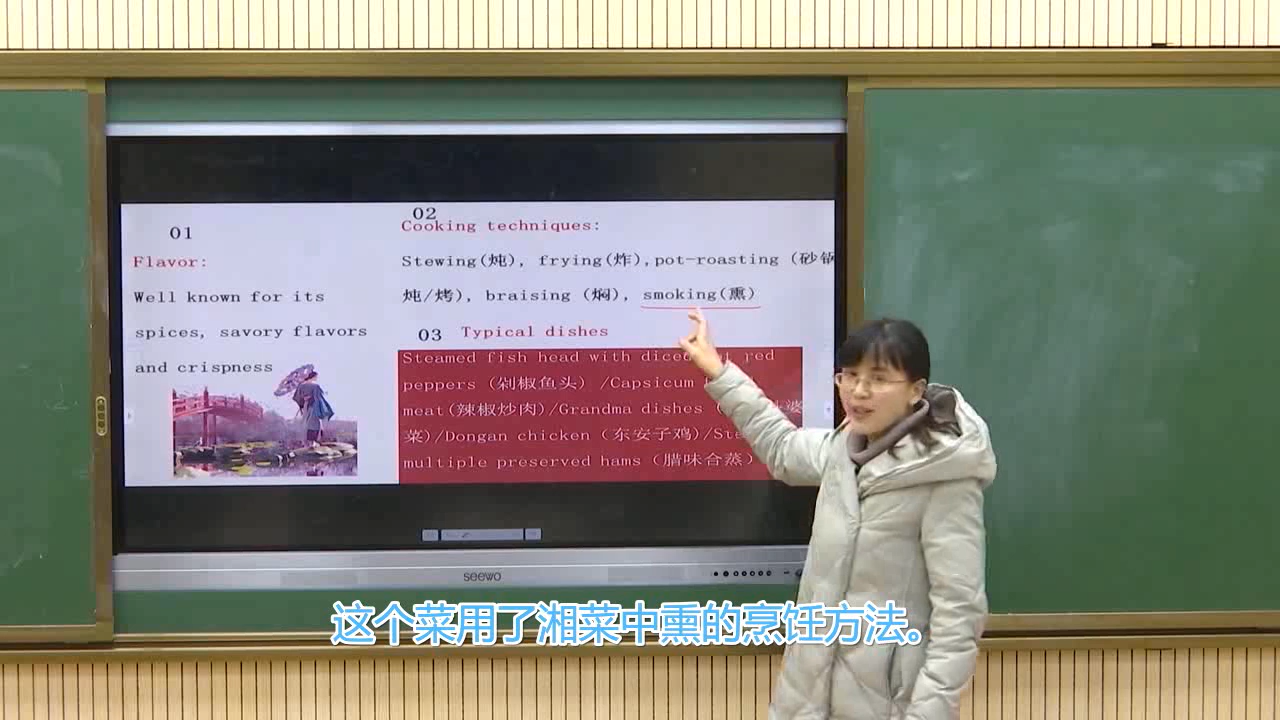 01
Flavor:
Well known for its
spices, savory flavors
and crispness
02
Cooking techniques:
Stewing(炖), frying(炸),pot-roasting (砂锅
炖/烤), braising (焖), smoking(熏)
03 Typical dishes
Steamed fish head with diced hot red
peppers (剁椒鱼头) /Capsicum
meat(辣椒炒肉)/Grandma dishes ( 婆
菜)/Dongan chicken (东安子鸡)/Ste
multiple preserved hams (腊味合蒸)
seewo
这个菜用了湘菜中熏的烹饪方法。